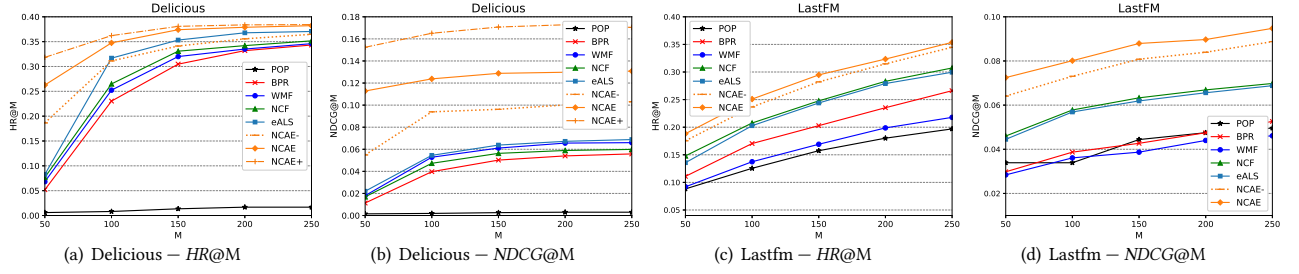 Delicious
HR@M
0.40
0.35
0.30
0.25
0.20
0.15
0.10
0.05
0.00
50 100 150 200 250
M
POP
BPR
WMF
NCF
eALS
NCAE-
NCAE
NCAE+
(a) Delicious – HR@M
Delicious
NDCG@M
0.18
0.16
0.14
0.12
0.10
0.08
0.06
0.04
0.02
0.00
50 100 150 200 250
M
POP
BPR
WMF
NCF
eALS
NCAE-
NCAE
NCAE+
(b) Delicious – NDCG@M
LastFM
HR@M
0.40
0.35
0.30
0.25
0.20
0.15
0.10
0.05
50 100 150 200 250
M
POP
BPR
WMF
NCF
eALS
NCAE-
NCAE
(c) Lastfm – HR@M
LastFM
NDCG@M
0.10
0.08
0.06
0.04
0.02
50 100 150 200 250
M
POP
BPR
WMF
NCF
eALS
NCAE-
NCAE
(d) Lastfm – NDCG@M